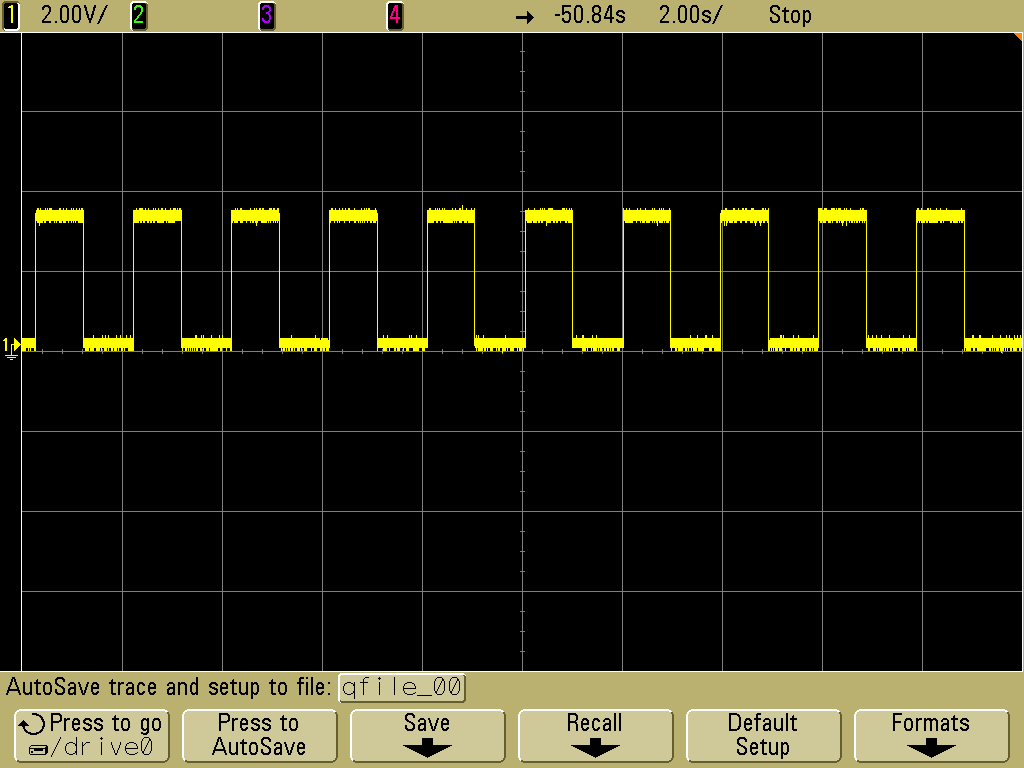 1 2.00V/ 2 3 4 → -50.84s 2.00s/ Stop
1
AutoSave trace and setup to file: qfile_00
Press to go
/drive0
Press to
AutoSave
Save
Recall
Default
Setup
Formats